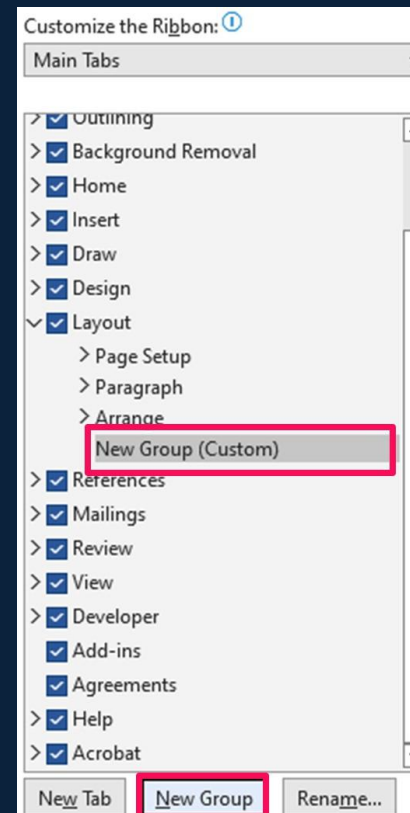 Customize the Ribbon:
Main Tabs
Outlining
Background Removal
Home
Insert
Draw
Design
Layout
Page Setup
Paragraph
Arrange
New Group (Custom)
References
Mailings
Review
View
Developer
Add-ins
Agreements
Help
Acrobat
New Tab New Group Rename...